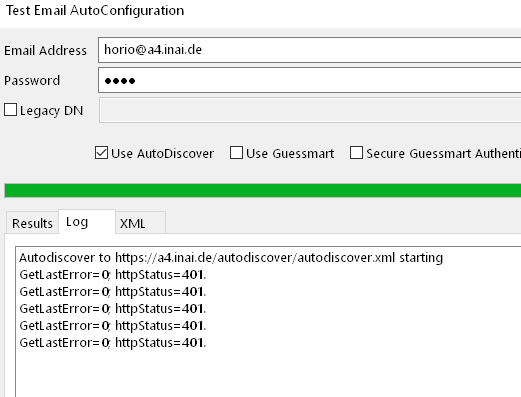 Test Email AutoConfiguration
Email Address horio@a4.inai.de
Password ●●●●
Legacy DN
Use AutoDiscover Use Guessmart Secure Guessmart Authenti
Results Log XML
Autodiscover to https://a4.inai.de/autodiscover/autodiscover.xml starting
GetLastError=0; httpStatus=401.
GetLastError=0; httpStatus=401.
GetLastError=0; httpStatus=401.
GetLastError=0; httpStatus=401.
GetLastError=0; httpStatus=401.